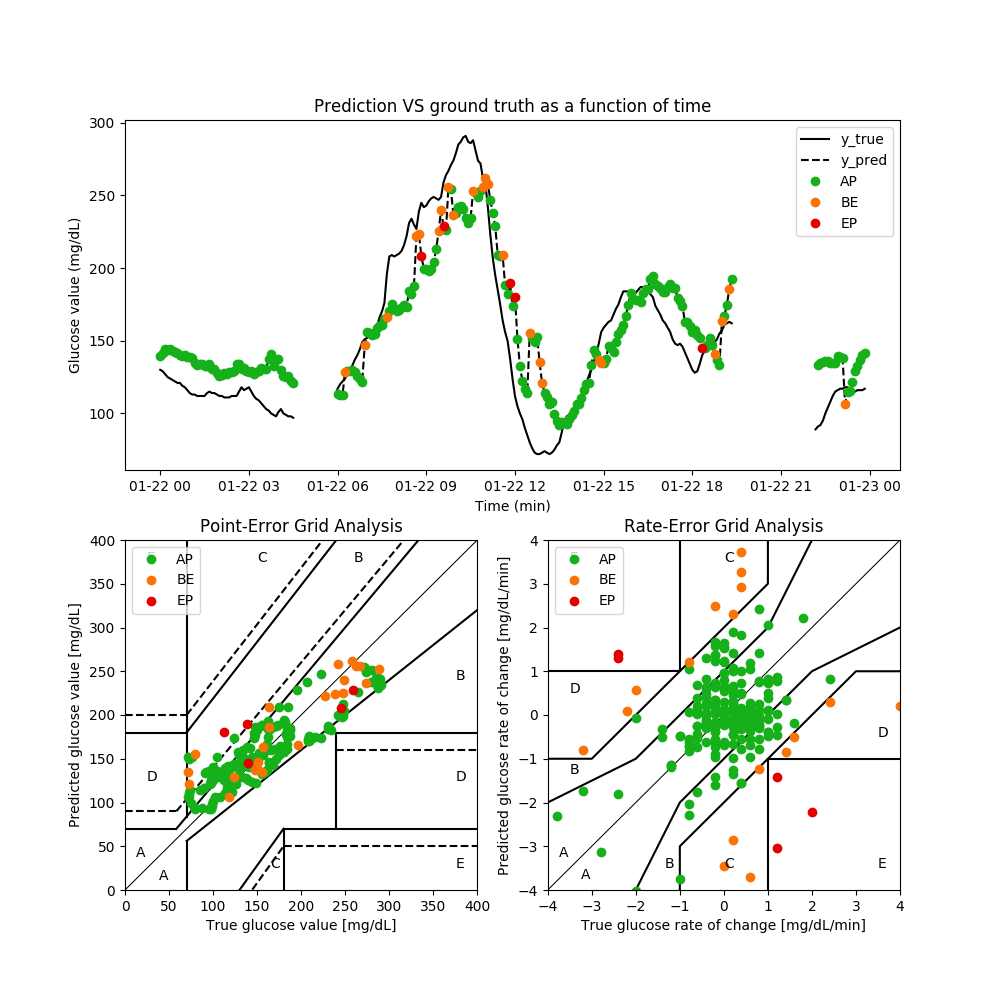 Prediction VS ground truth as a function of time
300
250
200
150
100
Glucose value (mg/dL)
y_true
y_pred
AP
BE
EP
01-22 00 01-22 03 01-22 06 01-22 09 01-22 12 01-22 15 01-22 18 01-22 21 01-23 00
Time (min)
Point-Error Grid Analysis
400
350
300
250
200
150
100
50
0
Predicted glucose value [mg/dL]
AP
BE
EP
C B
B
D D
A
A C E
0 50 100 150 200 250 300 350 400
True glucose value [mg/dL]
Rate-Error Grid Analysis
4
3
2
1
0
−1
−2
−3
−4
Predicted glucose rate of change [mg/dL/min]
AP
BE
EP
C
D
D
B
A
A B C E
−4 −3 −2 −1 0 1 2 3 4
True glucose rate of change [mg/dL/min]